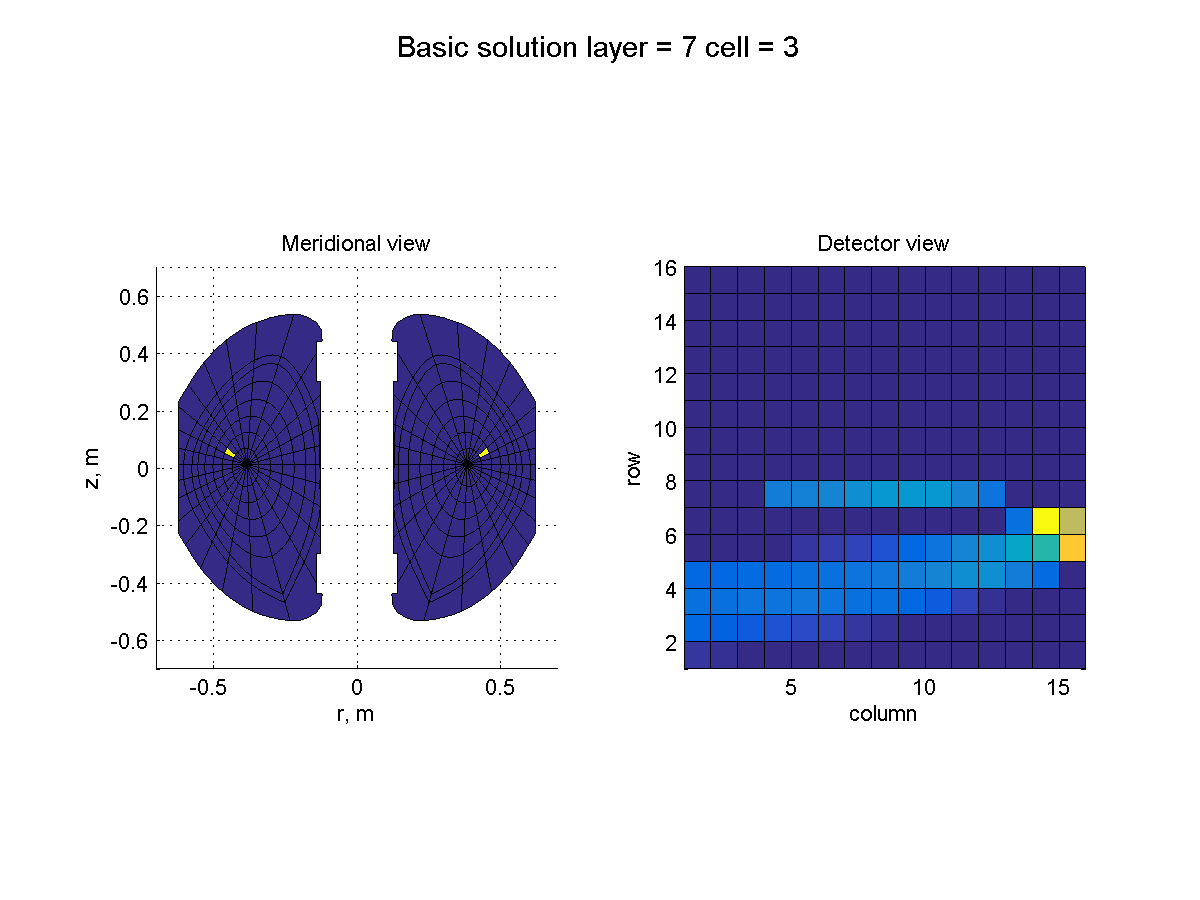 Basic solution layer = 7 cell = 3
Meridional view
0.6
0.4
0.2
0
-0.2
-0.4
-0.6
z, m
-0.5 0 0.5
r, m
Detector view
16
14
12
10
8
6
4
2
row
5 10 15
column